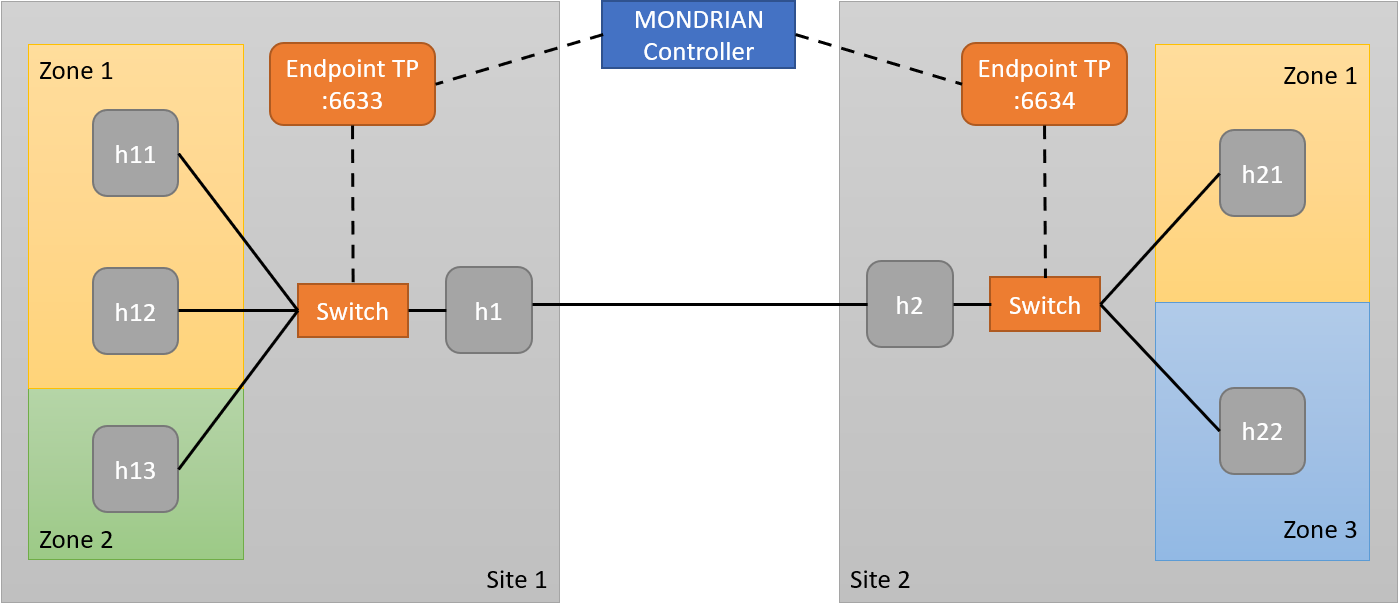 MONDRIAN
Controller
Zone 1
Endpoint TP
:6633
h11
h12
Switch
h1
h13
Zone 2
Site 1
Endpoint TP
:6634
Zone 1
h21
h2
Switch
h22
Zone 3
Site 2